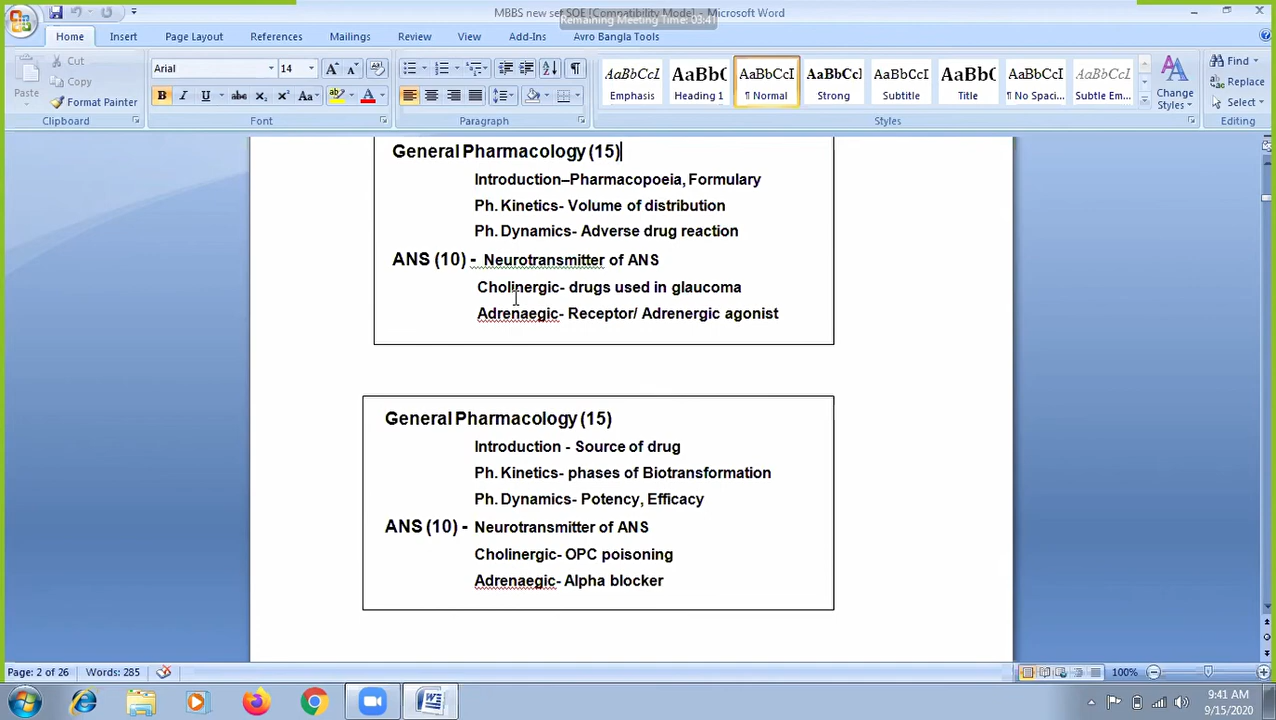 MBBS new set SOE [Compatibility Mode] - Microsoft Word
Remaining Meeting Time: 03:41
Home Insert Page Layout References Mailings Review View Add-Ins Avro Bangla Tools
Paste
Cut
Copy
Format Painter
Clipboard
Arial 14
Font
Paragraph
AaBbCcI AaBbC AaBbCcI AaBbCcI AaBbCcI AaBbC AaBbCcI AaBbCcI
Emphasis Heading 1 ¶ Normal Strong Subtitle Title ¶ No Spaci... Subtle Em...
Change Styles
Styles
Find
Replace
Select
Editing
General Pharmacology (15)
Introduction–Pharmacopoeia, Formulary
Ph. Kinetics- Volume of distribution
Ph. Dynamics- Adverse drug reaction
ANS (10) - Neurotransmitter of ANS
Cholinergic- drugs used in glaucoma
Adrenaegic- Receptor/ Adrenergic agonist
General Pharmacology (15)
Introduction - Source of drug
Ph. Kinetics- phases of Biotransformation
Ph. Dynamics- Potency, Efficacy
ANS (10) - Neurotransmitter of ANS
Cholinergic- OPC poisoning
Adrenaegic- Alpha blocker
Page: 2 of 26 Words: 285 100%
9:41 AM
9/15/2020